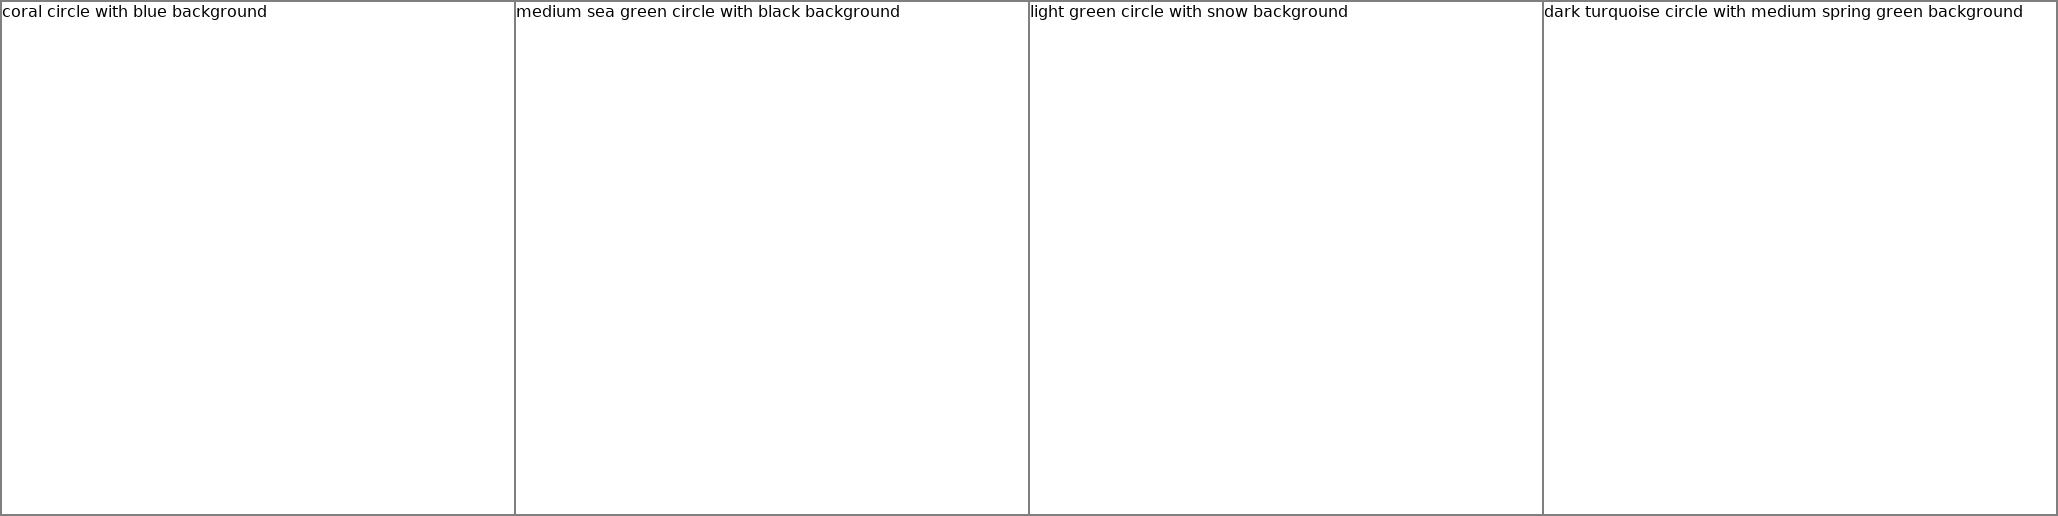 coral circle with blue background
medium sea green circle with black background
light green circle with snow background
dark turquoise circle with medium spring green background